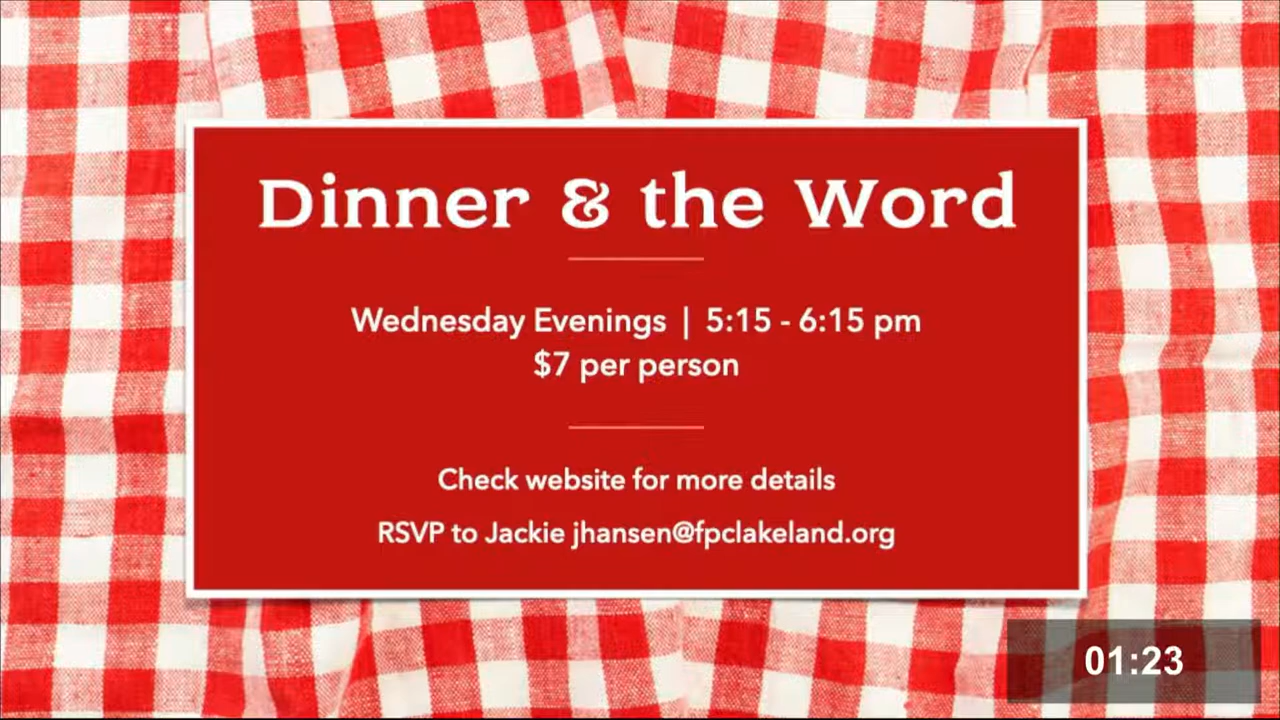 Dinner & the Word
Wednesday Evenings | 5:15 - 6:15 pm
$7 per person
Check website for more details
RSVP to Jackie jhansen@fpclakeland.org
01:23